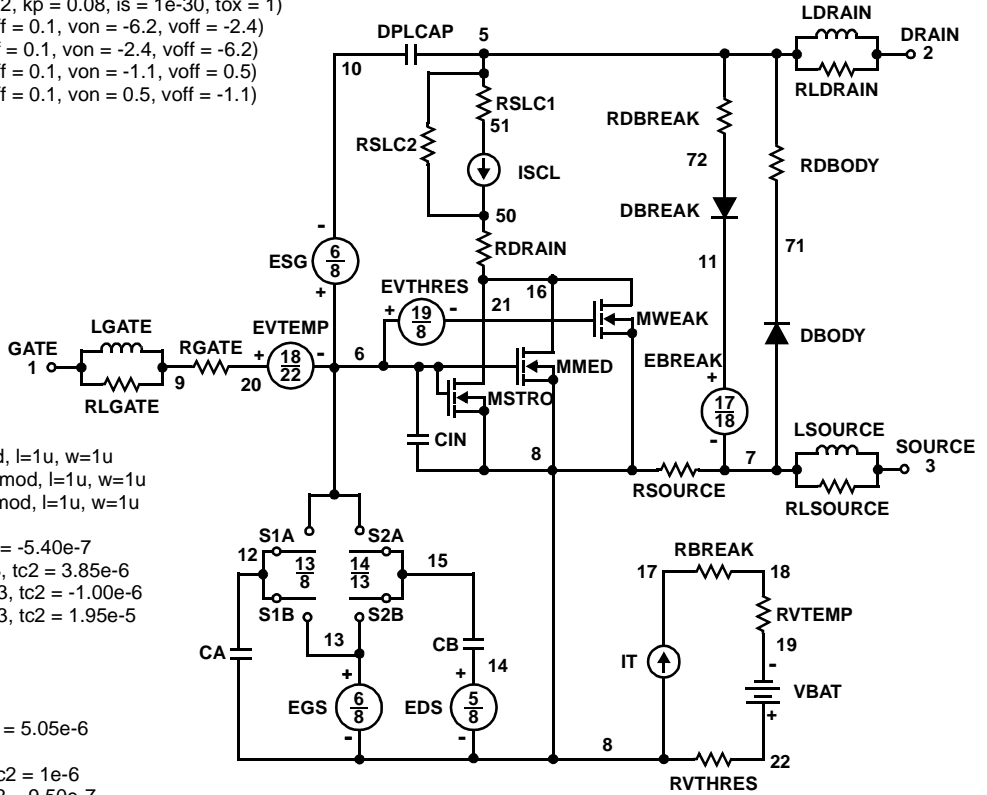 2, kp = 0.08, is = 1e-30, tox = 1)
ff = 0.1, von = -6.2, voff = -2.4)
f = 0.1, von = -2.4, voff = -6.2)
ff = 0.1, von = -1.1, voff = 0.5)
ff = 0.1, von = 0.5, voff = -1.1)
DPLCAP
5
10
LDRAIN
DRAIN
2
RLDRAIN
RSLC1
51
RSLC2
ISCL
RDBREAK
72
RDBODY
50
DBREAK
71
RDRAIN
11
ESG
6
8
-
+
EVTHRES
+
19
8
-
21
16
MWEAK
LGATE
GATE
1
RLGATE
9
RGATE
20
EVTEMP
+
18
22
-
6
MMED
MSTRO
EBREAK
+
17
18
-
DBODY
CIN
8
7
RSOURCE
LSOURCE
SOURCE
3
RLSOURCE
d, l=1u, w=1u
mod, l=1u, w=1u
mod, l=1u, w=1u
= -5.40e-7
, tc2 = 3.85e-6
3, tc2 = -1.00e-6
3, tc2 = 1.95e-5
= 5.05e-6
c2 = 1e-6
S1A
S2A
12
13
8
14
13
15
S1B
S2B
13
CA
CB
14
+
EGS
6
8
-
+
EDS
5
8
-
8
RBREAK
17
18
RVTEMP
19
IT
-
VBAT
+
22
RVTHRES